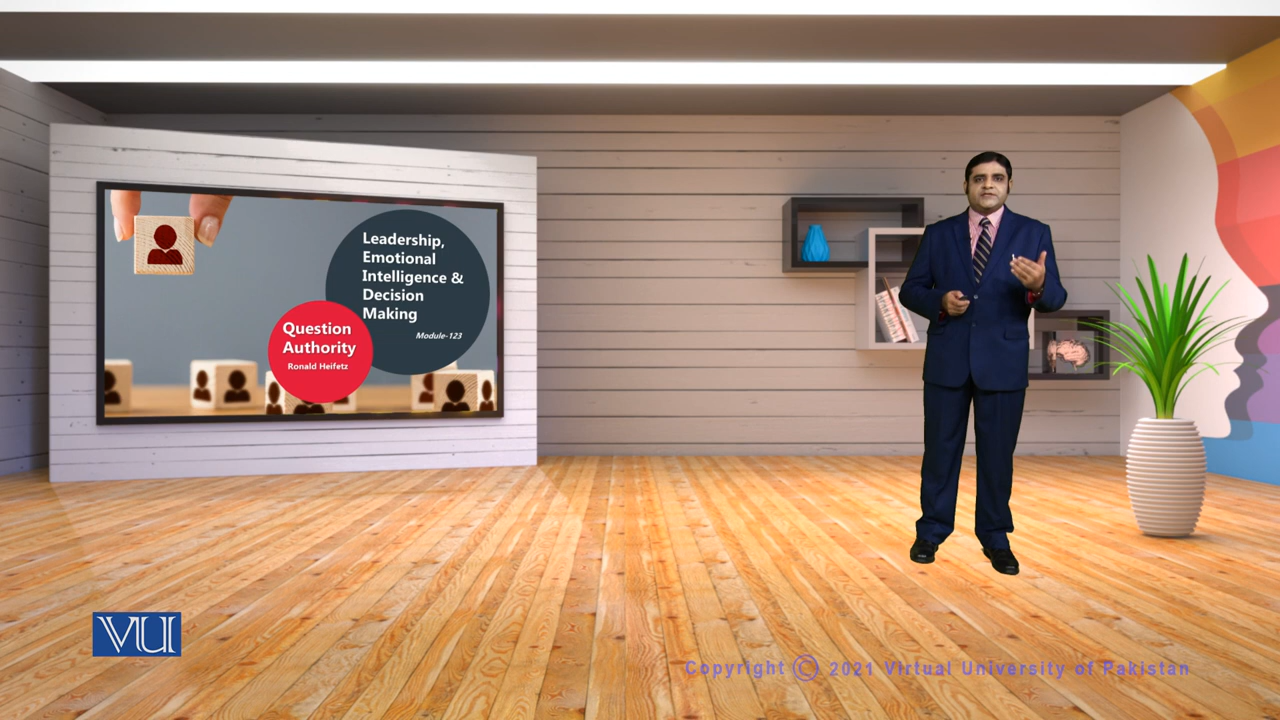 Leadership,
Emotional
Intelligence &
Decision
Making
Module-123
Question
Authority
Ronald Heifetz
VU
Copyright © 2021 Virtual University of Pakistan